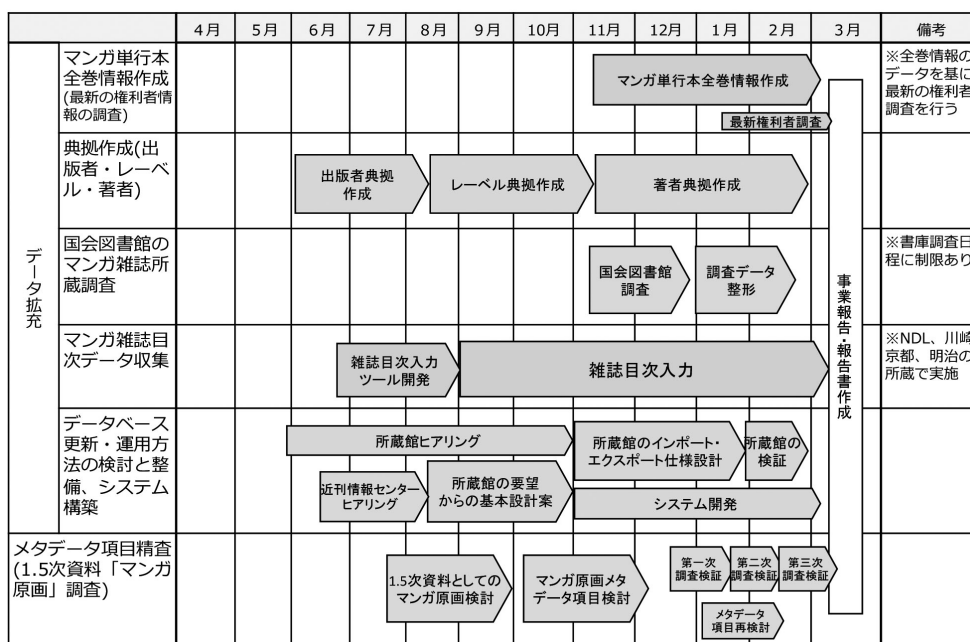 4月 5月 6月 7月 8月 9月 10月 11月 12月 1月 2月 3月 備考
データ拡充
マンガ単行本
全巻情報作成
(最新の権利者情
報の調査)
マンガ単行本全巻情報作成
最新権利者調査
※全巻情報の
データを基に
最新の権利者
調査を行う
典拠作成(出
版者・レーベ
ル・著者)
出版者典拠
作成
レーベル典拠作成
著者典拠作成
国会図書館の
マンガ雑誌所
蔵調査
国会図書館
調査
調査データ
整形
※書庫調査日
程に制限あり
マンガ雑誌目
次データ収集
雑誌目次入力
ツール開発
雑誌目次入力
※NDL、川崎
京都、明治の
所蔵で実施
データベース
更新・運用方
法の検討と整
備、システム
構築
所蔵館ヒアリング
近刊情報センター
ヒアリング
所蔵館の要望
からの基本設計案
所蔵館のインポート・
エクスポート仕様設計
所蔵館の
検証
システム開発
メタデータ項目精査
(1.5次資料「マンガ
原画」調査)
1.5次資料としての
マンガ原画検討
マンガ原画メタ
データ項目検討
第一次
調査検証
第二次
調査検証
第三次
調査検証
メタデータ
項目再検討
事業報告・報告書作成